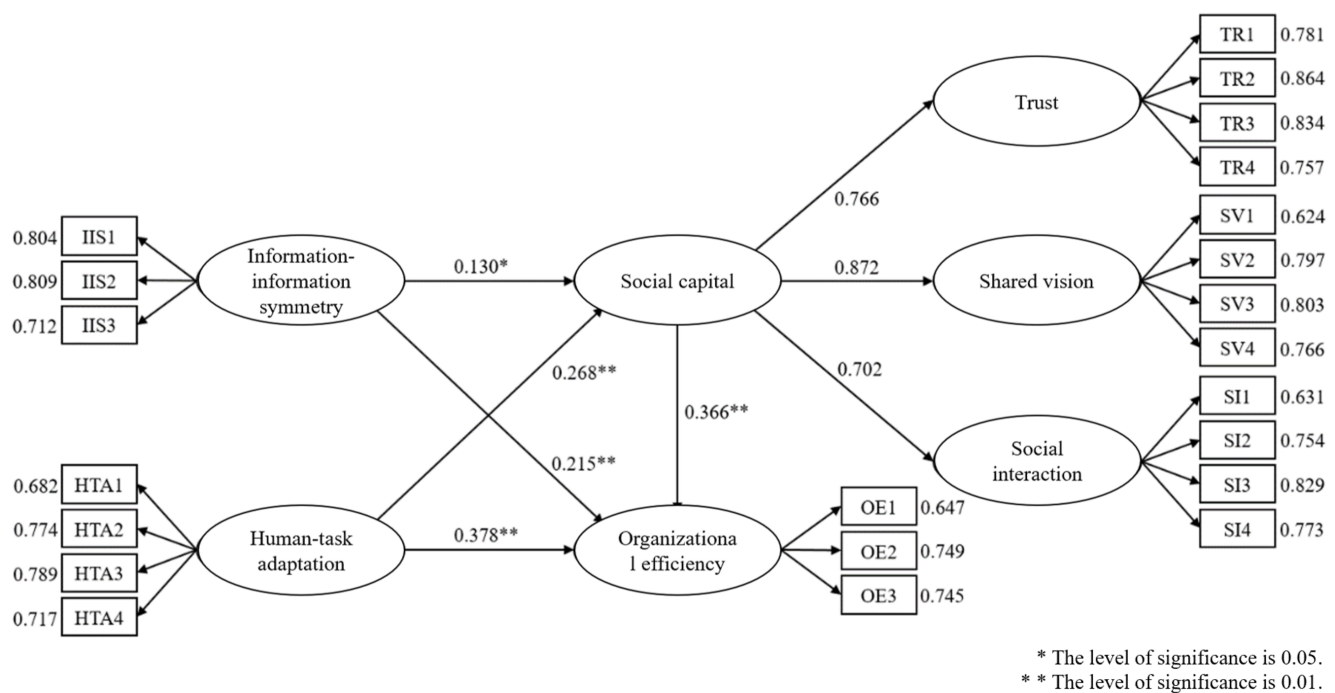 TR1 0.781
TR2 0.864
Trust
TR3 0.834
TR4 0.757
0.766
SV1 0.624
0.804 IIS1
Information-
information
symmetry
0.130*
Social capital
0.872
Shared vision
SV2 0.797
0.809 IIS2
SV3 0.803
0.712 IIS3
SV4 0.766
0.268**
0.702
SI1 0.631
0.366**
SI2 0.754
Social
interaction
0.215**
0.682 HTA1
SI3 0.829
OE1 0.647
SI4 0.773
0.774 HTA2
Human-task
adaptation
0.378**
Organizationa
l efficiency
OE2 0.749
0.789 HTA3
OE3 0.745
0.717 HTA4
* The level of significance is 0.05.
* * The level of significance is 0.01.